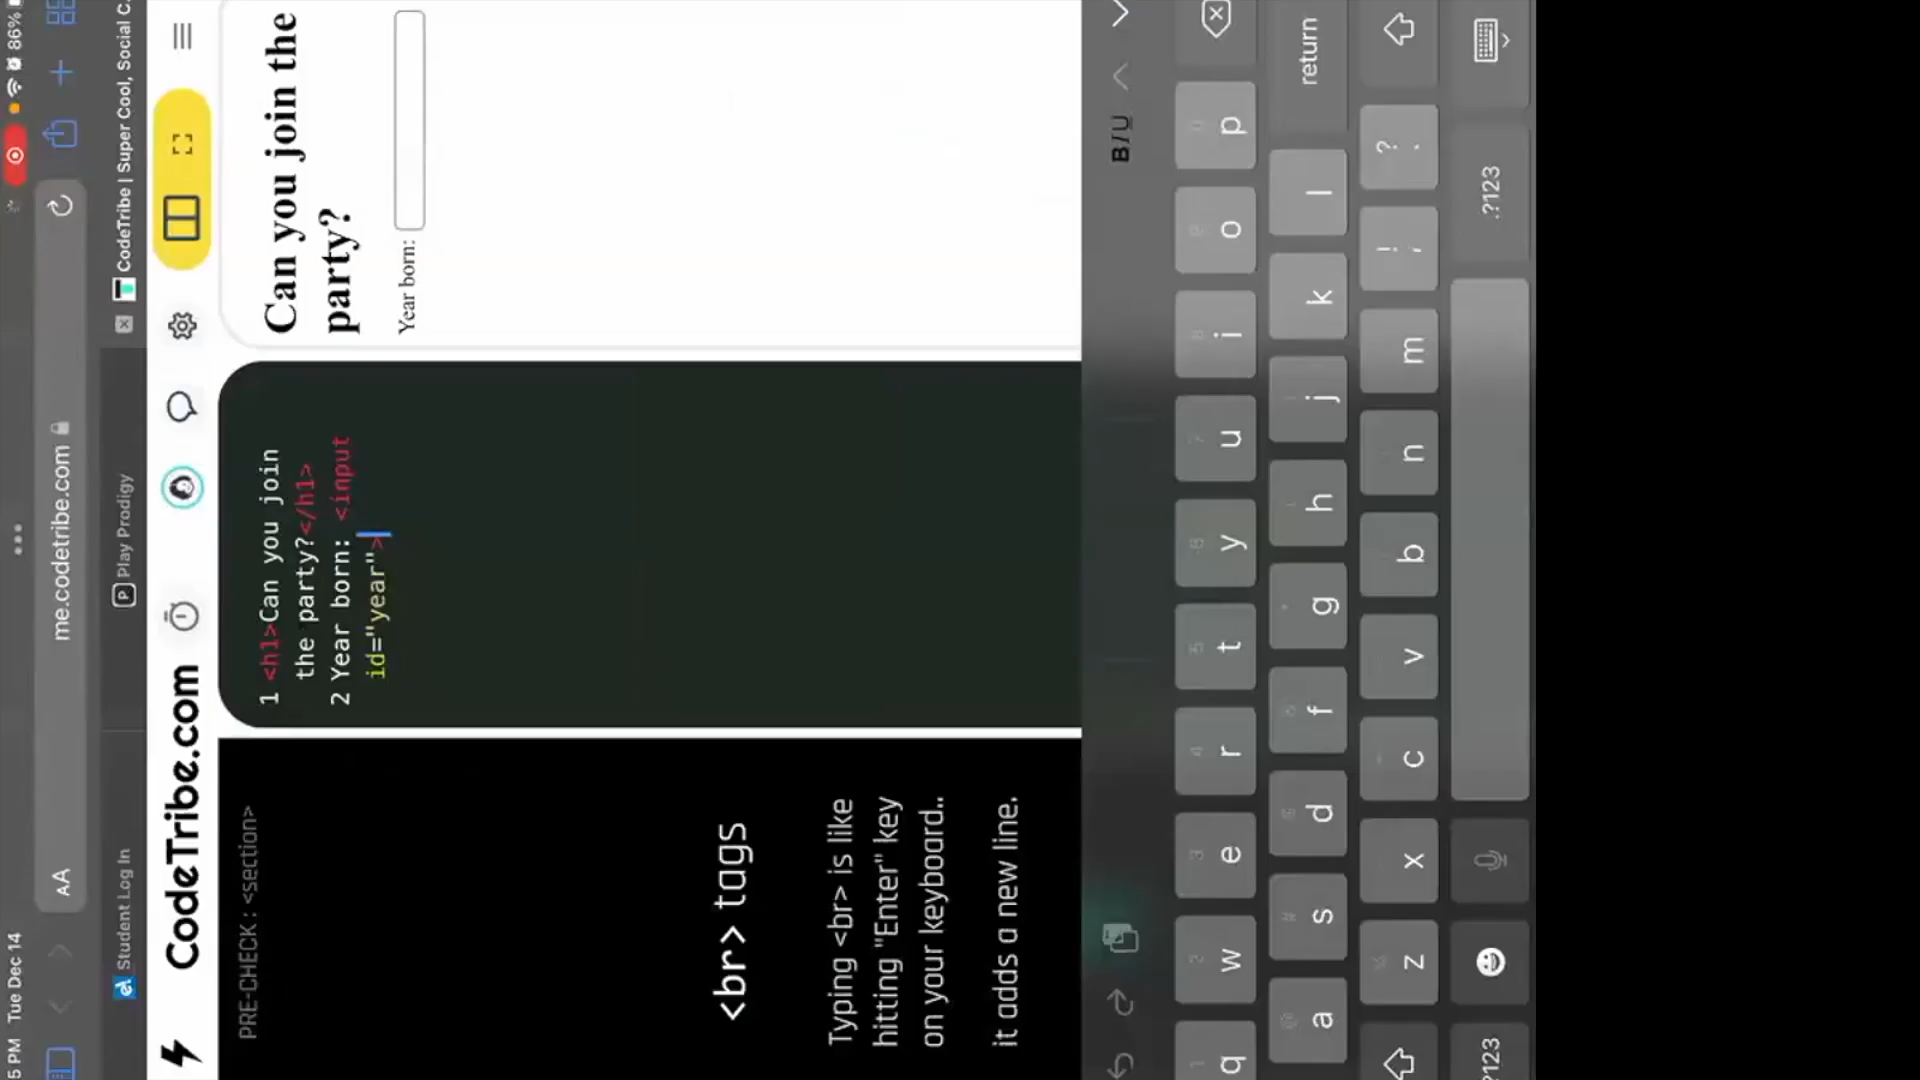 5 PM Tue Dec 14
86%
AA
me.codetribe.com
Student Log In
Play Prodigy
CodeTribe | Super Cool, Social C
CodeTribe.com
PRE-CHECK: <section>
<br> tags
Typing <br> is like
hitting "Enter" key
on your keyboard..
it adds a new line.
1 <h1>Can you join
the party?</h1>
2 Year born: <input
id="year">
Can you join the
party?
Year born:
B I U
q w e r t y u i o p
a s d f g h j k l return
z x c v b n m ! , ? .
?123 .?123